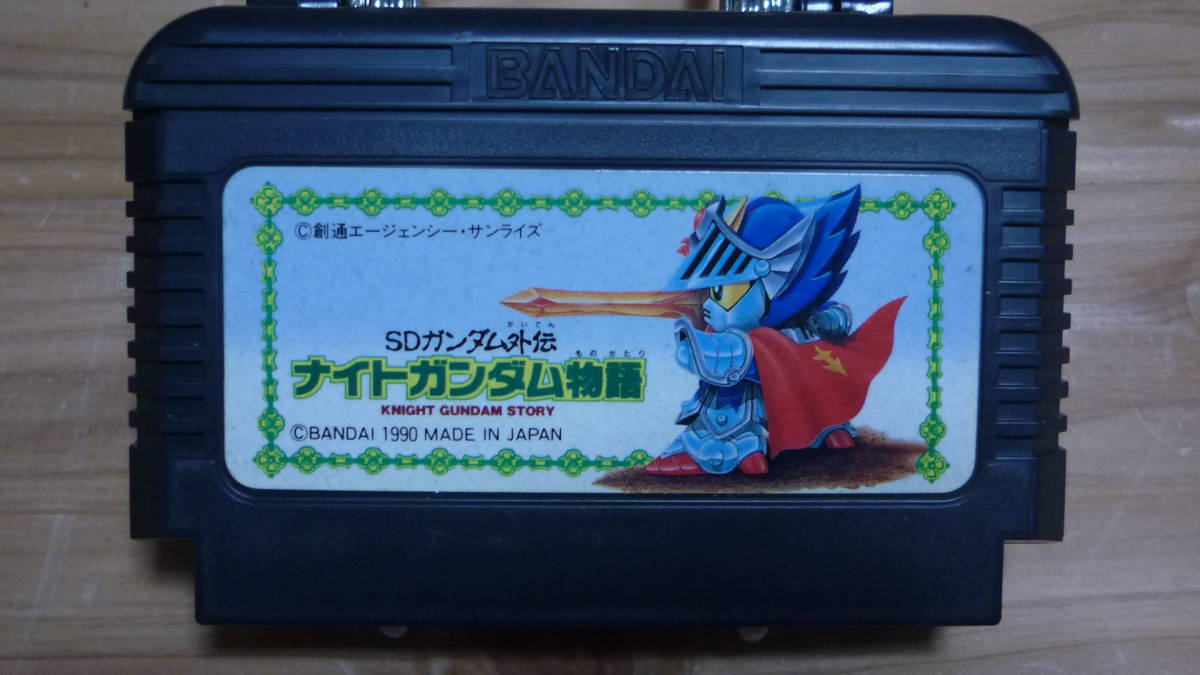 BANDAI
©創通エージェンシー・サンライズ
がいでん
SDガンダム外伝
ものがたり
ナイトガンダム物語
KNIGHT GUNDAM STORY
©BANDAI 1990 MADE IN JAPAN